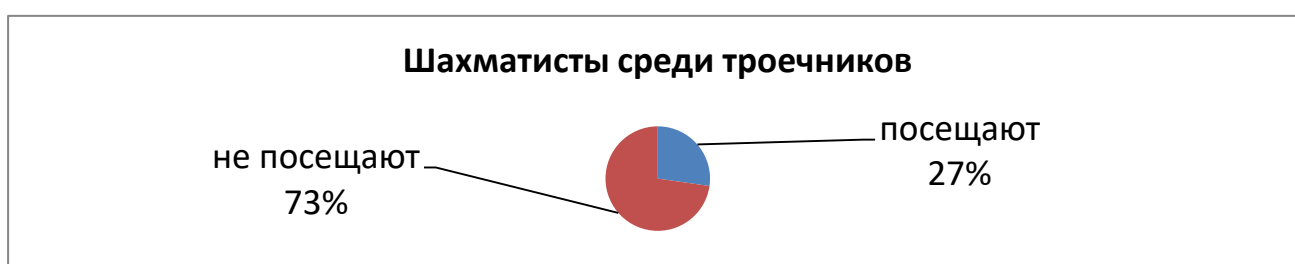 Шахматисты среди троечников
посещают
27%
не посещают
73%